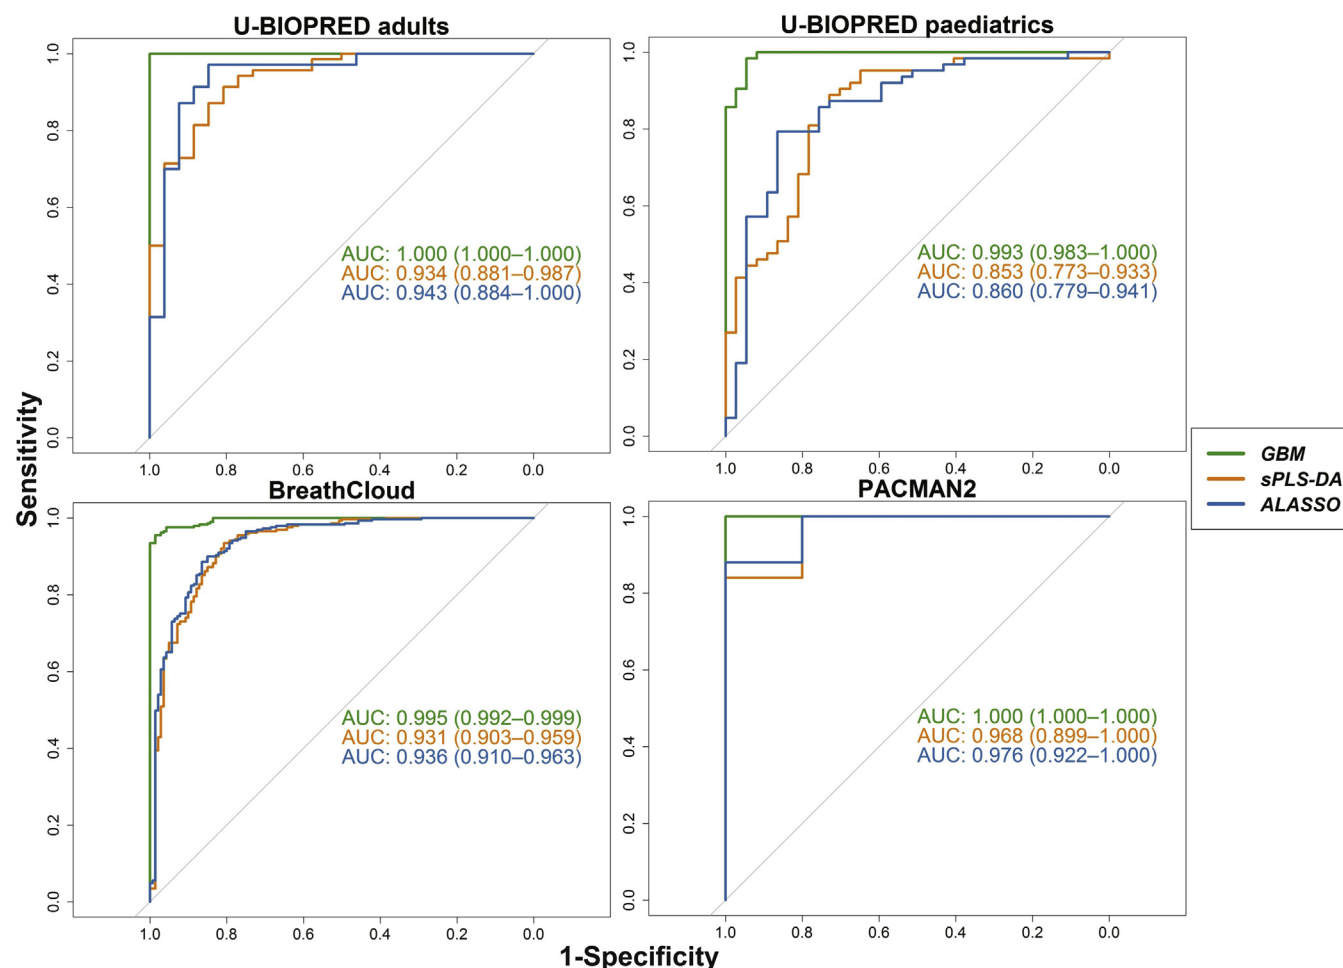 U-BIOPRED adults
1.0
0.8
0.6
0.4
0.2
0.0
AUC: 1.000 (1.000–1.000)
AUC: 0.934 (0.881–0.987)
AUC: 0.943 (0.884–1.000)
1.0 0.8 0.6 0.4 0.2 0.0
U-BIOPRED paediatrics
1.0
0.8
0.6
0.4
0.2
0.0
AUC: 0.993 (0.983–1.000)
AUC: 0.853 (0.773–0.933)
AUC: 0.860 (0.779–0.941)
1.0 0.8 0.6 0.4 0.2 0.0
Sensitivity
GBM
sPLS-DA
ALASSO
BreathCloud
1.0
0.8
0.6
0.4
0.2
0.0
AUC: 0.995 (0.992–0.999)
AUC: 0.931 (0.903–0.959)
AUC: 0.936 (0.910–0.963)
1.0 0.8 0.6 0.4 0.2 0.0
PACMAN2
1.0
0.8
0.6
0.4
0.2
0.0
AUC: 1.000 (1.000–1.000)
AUC: 0.968 (0.899–1.000)
AUC: 0.976 (0.922–1.000)
1.0 0.8 0.6 0.4 0.2 0.0
1-Specificity